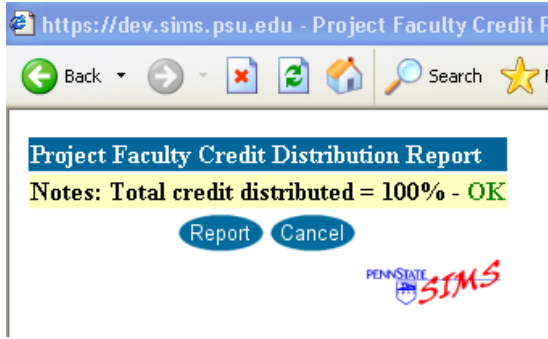 https://dev.sims.psu.edu - Project Faculty Credit
Back Search
Project Faculty Credit Distribution Report
Notes: Total credit distributed = 100% - OK
Report Cancel
PENNSTATE
SIMS